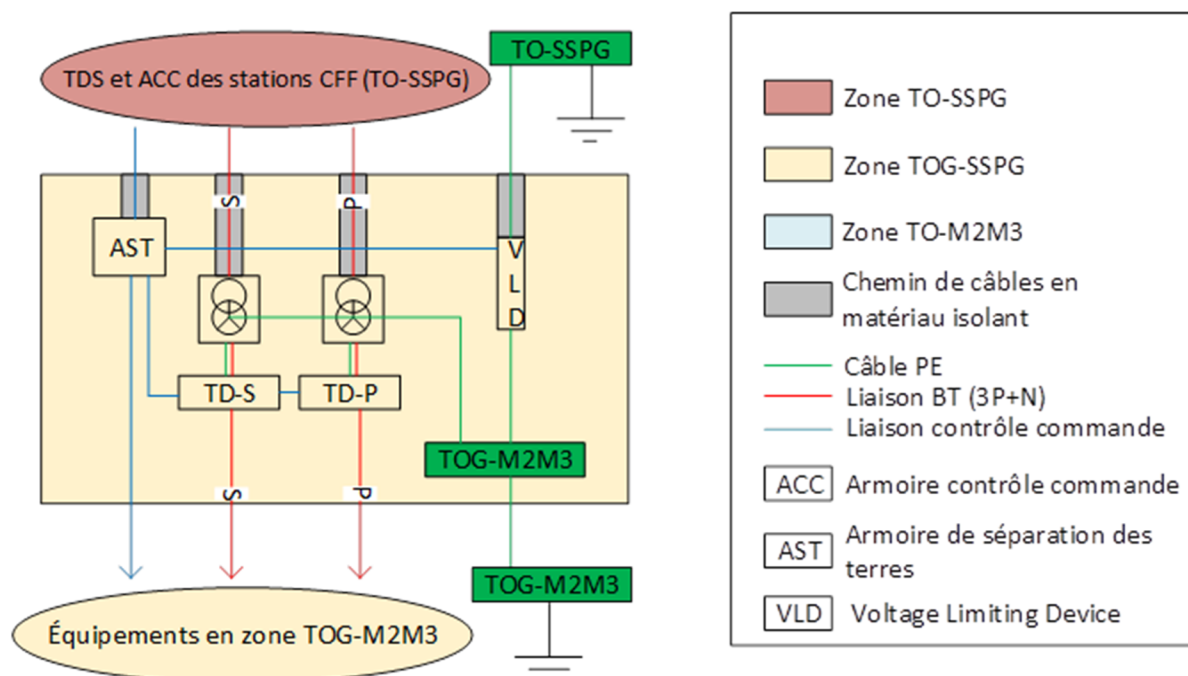 TO-SSPG
TDS et ACC des stations CFF (TO-SSPG)
S
P
AST
V
L
D
TD-S
TD-P
TOG-M2M3
S
P
TOG-M2M3
Équipements en zone TOG-M2M3
Zone TO-SSPG
Zone TOG-SSPG
Zone TO-M2M3
Chemin de câbles en
matériau isolant
Câble PE
Liaison BT (3P+N)
Liaison contrôle commande
ACC Armoire contrôle commande
AST Armoire de séparation des
terres
VLD Voltage Limiting Device